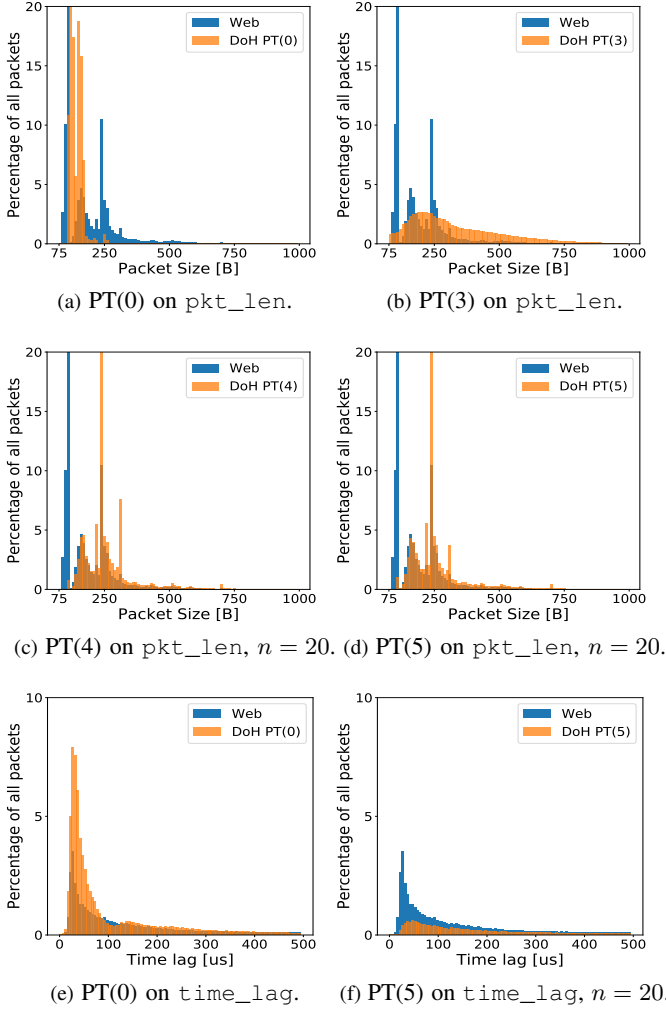 20
15
10
5
0
Percentage of all packets
Web
DoH PT(0)
75 250 500 750 1000
Packet Size [B]
(a) PT(0) on pkt_len.
20
15
10
5
0
Percentage of all packets
Web
DoH PT(3)
75 250 500 750 1000
Packet Size [B]
(b) PT(3) on pkt_len.
20
15
10
5
0
Percentage of all packets
Web
DoH PT(4)
75 250 500 750 1000
Packet Size [B]
(c) PT(4) on pkt_len, n = 20.
20
15
10
5
0
Percentage of all packets
Web
DoH PT(5)
75 250 500 750 1000
Packet Size [B]
(d) PT(5) on pkt_len, n = 20.
10
5
0
Percentage of all packets
Web
DoH PT(0)
0 100 200 300 400 500
Time lag [us]
(e) PT(0) on time_lag.
10
5
0
Percentage of all packets
Web
DoH PT(5)
0 100 200 300 400 500
Time lag [us]
(f) PT(5) on time_lag, n = 20.